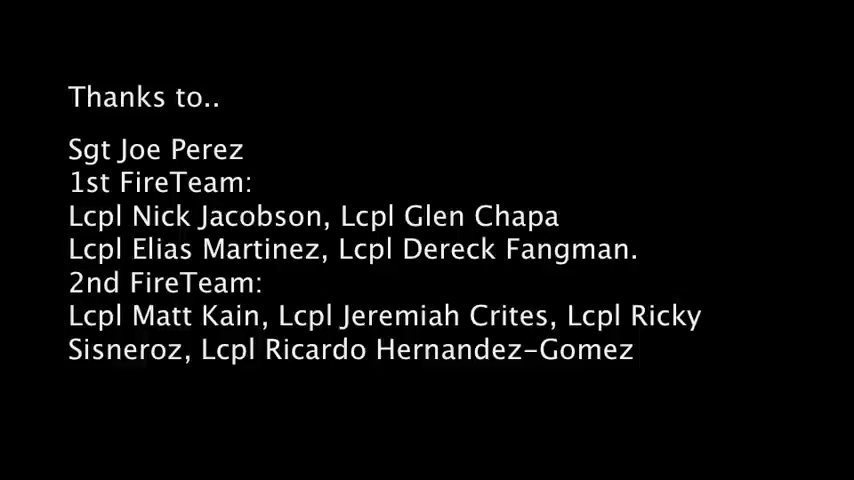 Thanks to..
Sgt Joe Perez
1st FireTeam:
Lcpl Nick Jacobson, Lcpl Glen Chapa
Lcpl Elias Martinez, Lcpl Dereck Fangman.
2nd FireTeam:
Lcpl Matt Kain, Lcpl Jeremiah Crites, Lcpl Ricky
Sisneroz, Lcpl Ricardo Hernandez-Gomez